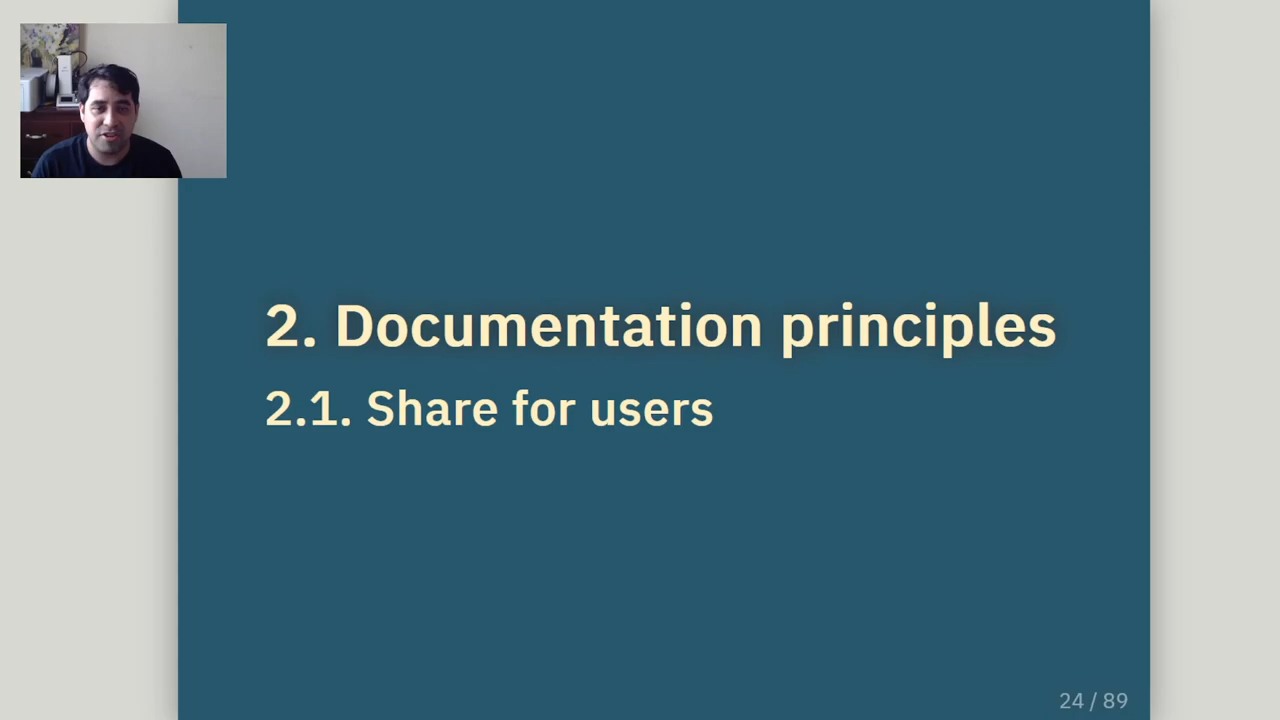 2. Documentation principles
2.1. Share for users
24 / 89